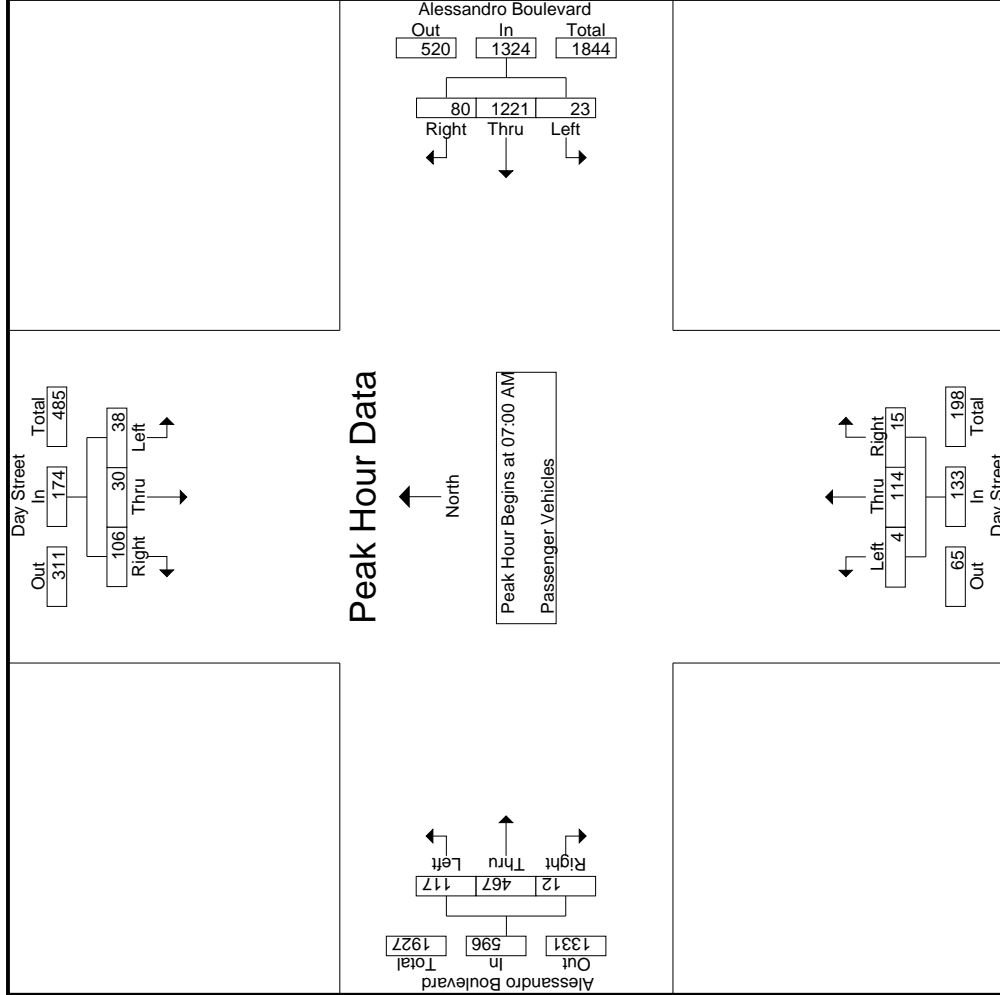 Alessandro Boulevard
Out In Total
520 1324 1844
80 1221 23
Right Thru Left
Day Street
Out In Total
311 174 485
106 30 38
Right Thru Left
Peak Hour Data
North
Peak Hour Begins at 07:00 AM
Passenger Vehicles
Left Thru Right
4 114 15
65 133 198
Out In Total
Day Street
Left Thru Right
117 467 12
1927 596 1331
Total In Out
Alessandro Boulevard